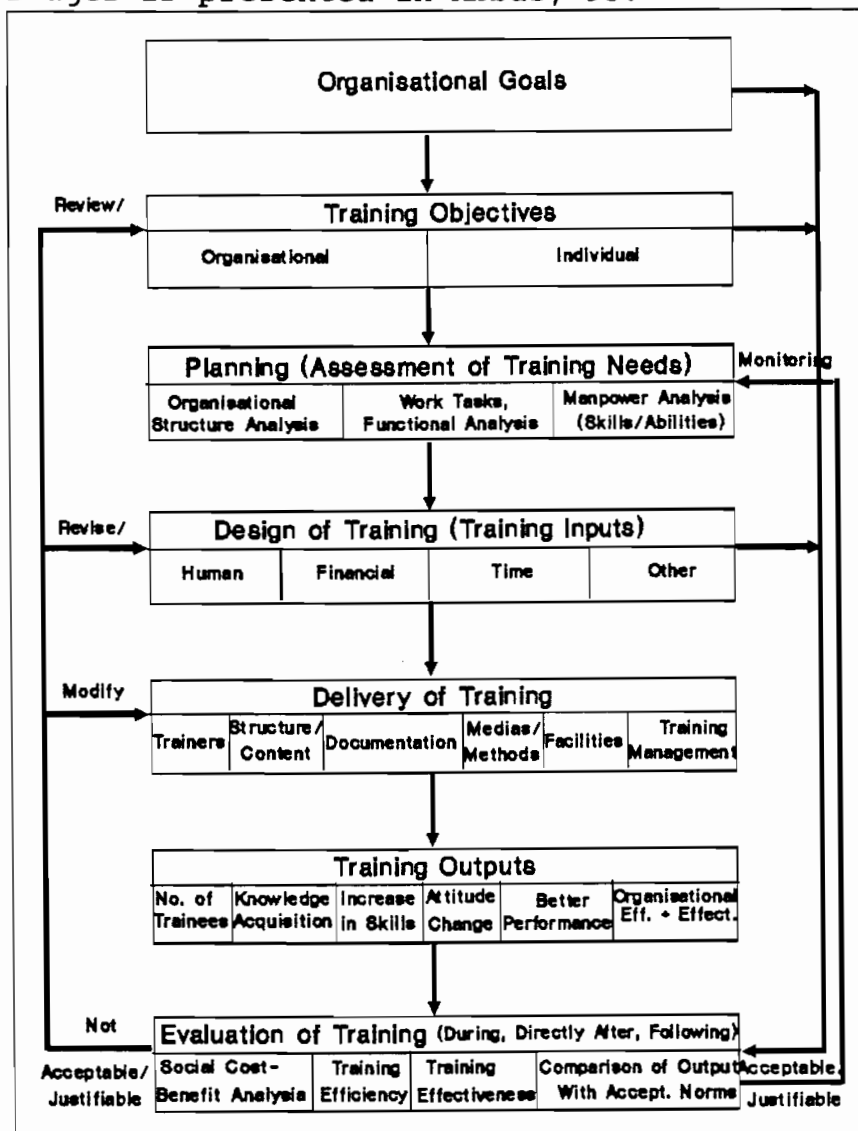 Organisational Goals
Review/
Training Objectives
Organisational Individual
Planning (Assessment of Training Needs) Monitoring
Organisational Structure Analysis
Work Tasks, Functional Analysis
Manpower Analysis (Skills/Abilities)
Revise/
Design of Training (Training Inputs)
Human Financial Time Other
Modify
Delivery of Training
Trainers
Structure/ Content
Documentation
Medias/ Methods
Facilities
Training Management
Training Outputs
No. of Trainees
Knowledge Acquisition
Increase in Skills
Attitude Change
Better Performance
Organisational Eff. + Effect.
Not Acceptable/ Justifiable
Evaluation of Training (During, Directly After, Following)
Social Cost- Benefit Analysis
Training Efficiency
Training Effectiveness
Comparison of Output With Accept. Norms
Acceptable, Justifiable